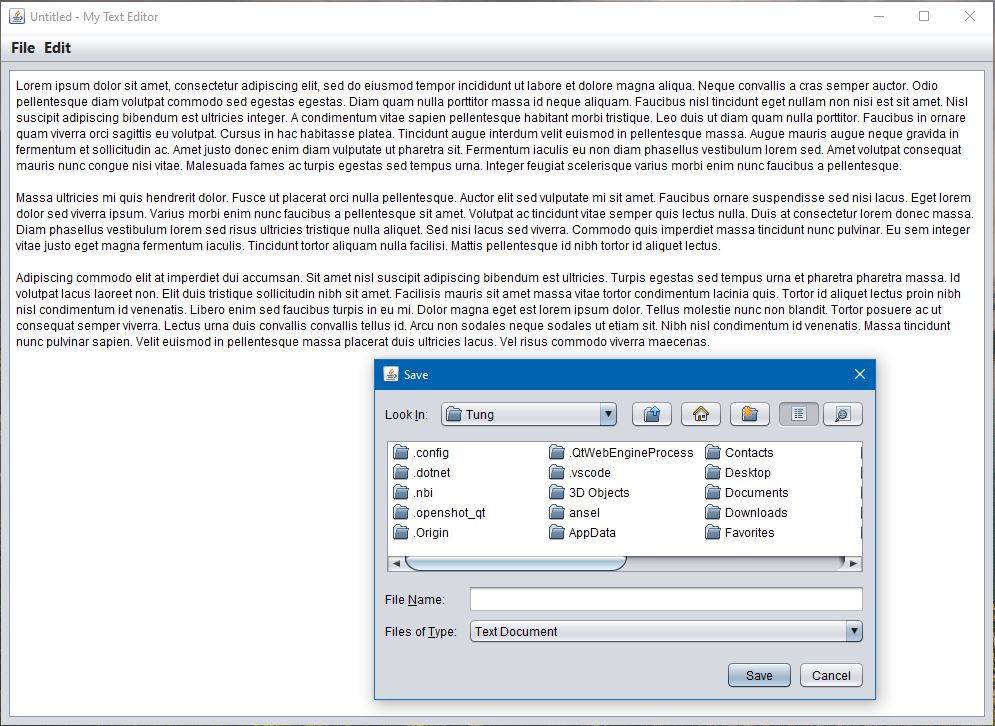 Untitled - My Text Editor
File Edit
Lorem ipsum dolor sit amet, consectetur adipiscing elit, sed do eiusmod tempor incididunt ut labore et dolore magna aliqua. Neque convallis a cras semper auctor. Odio
pellentesque diam volutpat commodo sed egestas egestas. Diam quam nulla porttitor massa id neque aliquam. Faucibus nisl tincidunt eget nullam non nisi est sit amet. Nisl
suscipit adipiscing bibendum est ultricies integer. A condimentum vitae sapien pellentesque habitant morbi tristique. Leo duis ut diam quam nulla porttitor. Faucibus in ornare
quam viverra orci sagittis eu volutpat. Cursus in hac habitasse platea. Tincidunt augue interdum velit euismod in pellentesque massa. Augue mauris augue neque gravida in
fermentum et sollicitudin ac. Amet justo donec enim diam vulputate ut pharetra sit. Fermentum iaculis eu non diam phasellus vestibulum lorem sed. Amet volutpat consequat
mauris nunc congue nisi vitae. Malesuada fames ac turpis egestas sed tempus urna. Integer feugiat scelerisque varius morbi enim nunc faucibus a pellentesque.
Massa ultricies mi quis hendrerit dolor. Fusce ut placerat orci nulla pellentesque. Auctor elit sed vulputate mi sit amet. Faucibus ornare suspendisse sed nisi lacus. Eget lorem
dolor sed viverra ipsum. Varius morbi enim nunc faucibus a pellentesque sit amet. Volutpat ac tincidunt vitae semper quis lectus nulla. Duis at consectetur lorem donec massa.
Diam phasellus vestibulum lorem sed risus ultricies tristique nulla aliquet. Sed nisi lacus sed viverra. Commodo quis imperdiet massa tincidunt nunc pulvinar. Eu sem integer
vitae justo eget magna fermentum iaculis. Tincidunt tortor aliquam nulla facilisi. Mattis pellentesque id nibh tortor id aliquet lectus.
Adipiscing commodo elit at imperdiet dui accumsan. Sit amet nisl suscipit adipiscing bibendum est ultricies. Turpis egestas sed tempus urna et pharetra pharetra massa. Id
volutpat lacus laoreet non. Elit duis tristique sollicitudin nibh sit amet. Facilisis mauris sit amet massa vitae tortor condimentum lacinia quis. Tortor id aliquet lectus proin nibh
nisl condimentum id venenatis. Libero enim sed faucibus turpis in eu mi. Dolor magna eget est lorem ipsum dolor. Tellus molestie nunc non blandit. Tortor posuere ac ut
consequat semper viverra. Lectus urna duis convallis convallis tellus id. Arcu non sodales neque sodales ut etiam sit. Nibh nisl condimentum id venenatis. Massa tincidunt
nunc pulvinar sapien. Velit euismod in pellentesque massa placerat duis ultricies lacus. Vel risus commodo viverra maecenas.
Save
Look In: Tung
.config .QtWebEngineProcess Contacts
.dotnet .vscode Desktop
.nbi 3D Objects Documents
.openshot_qt ansel Downloads
.Origin AppData Favorites
File Name:
Files of Type: Text Document
Save Cancel